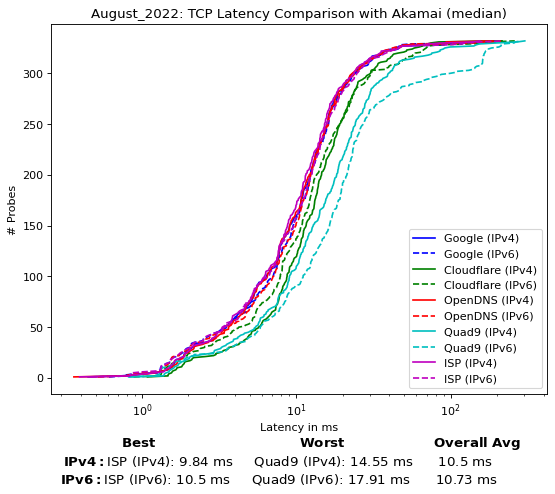 August_2022: TCP Latency Comparison with Akamai (median)
# Probes
300
250
200
150
100
50
0
Google (IPv4)
Google (IPv6)
Cloudflare (IPv4)
Cloudflare (IPv6)
OpenDNS (IPv4)
OpenDNS (IPv6)
Quad9 (IPv4)
Quad9 (IPv6)
ISP (IPv4)
ISP (IPv6)
10⁰ 10¹ 10²
Latency in ms
Best Worst Overall Avg
IPv4: ISP (IPv4): 9.84 ms Quad9 (IPv4): 14.55 ms 10.5 ms
IPv6: ISP (IPv6): 10.5 ms Quad9 (IPv6): 17.91 ms 10.73 ms